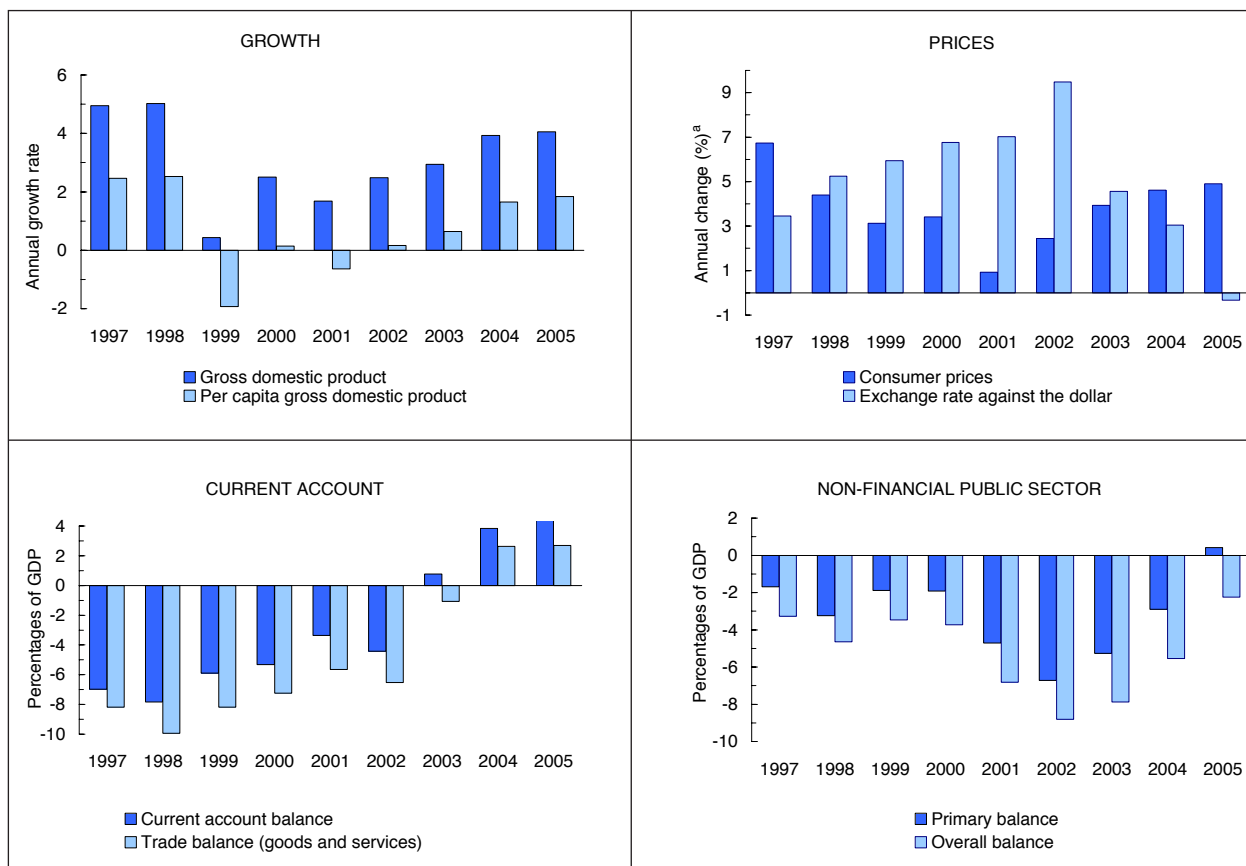 GROWTH
Annual growth rate
6
4
2
0
-2
1997 1998 1999 2000 2001 2002 2003 2004 2005
Gross domestic product
Per capita gross domestic product
PRICES
Annual change (%)a
9
7
5
3
1
-1
1997 1998 1999 2000 2001 2002 2003 2004 2005
Consumer prices
Exchange rate against the dollar
CURRENT ACCOUNT
Percentages of GDP
4
2
0
-2
-4
-6
-8
-10
1997 1998 1999 2000 2001 2002 2003 2004 2005
Current account balance
Trade balance (goods and services)
NON-FINANCIAL PUBLIC SECTOR
Percentages of GDP
2
0
-2
-4
-6
-8
-10
1997 1998 1999 2000 2001 2002 2003 2004 2005
Primary balance
Overall balance